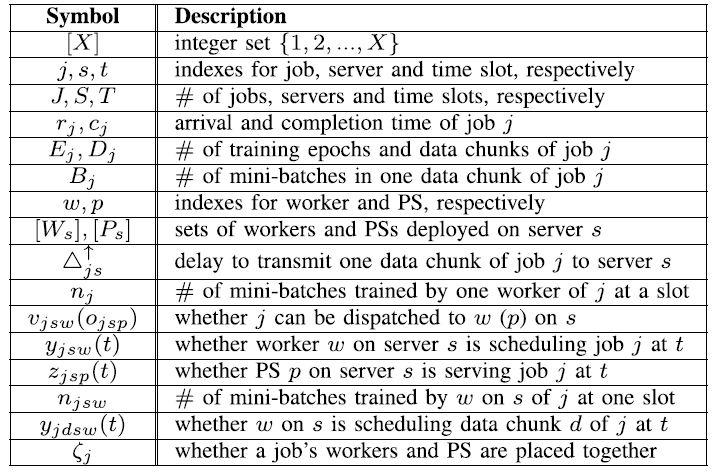 Symbol Description
[X] integer set {1, 2, ..., X}
j, s, t indexes for job, server and time slot, respectively
J, S, T # of jobs, servers and time slots, respectively
r_j, c_j arrival and completion time of job j
E_j, D_j # of training epochs and data chunks of job j
B_j # of mini-batches in one data chunk of job j
w, p indexes for worker and PS, respectively
[W_s], [P_s] sets of workers and PSs deployed on server s
△^↑_{js} delay to transmit one data chunk of job j to server s
n_j # of mini-batches trained by one worker of j at a slot
v_{jsw}(o_{jsp}) whether j can be dispatched to w (p) on s
y_{jsw}(t) whether worker w on server s is scheduling job j at t
z_{jsp}(t) whether PS p on server s is serving job j at t
n_{jsw} # of mini-batches trained by w on s of j at one slot
y_{jdsw}(t) whether w on s is scheduling data chunk d of j at t
ζ_j whether a job's workers and PS are placed together